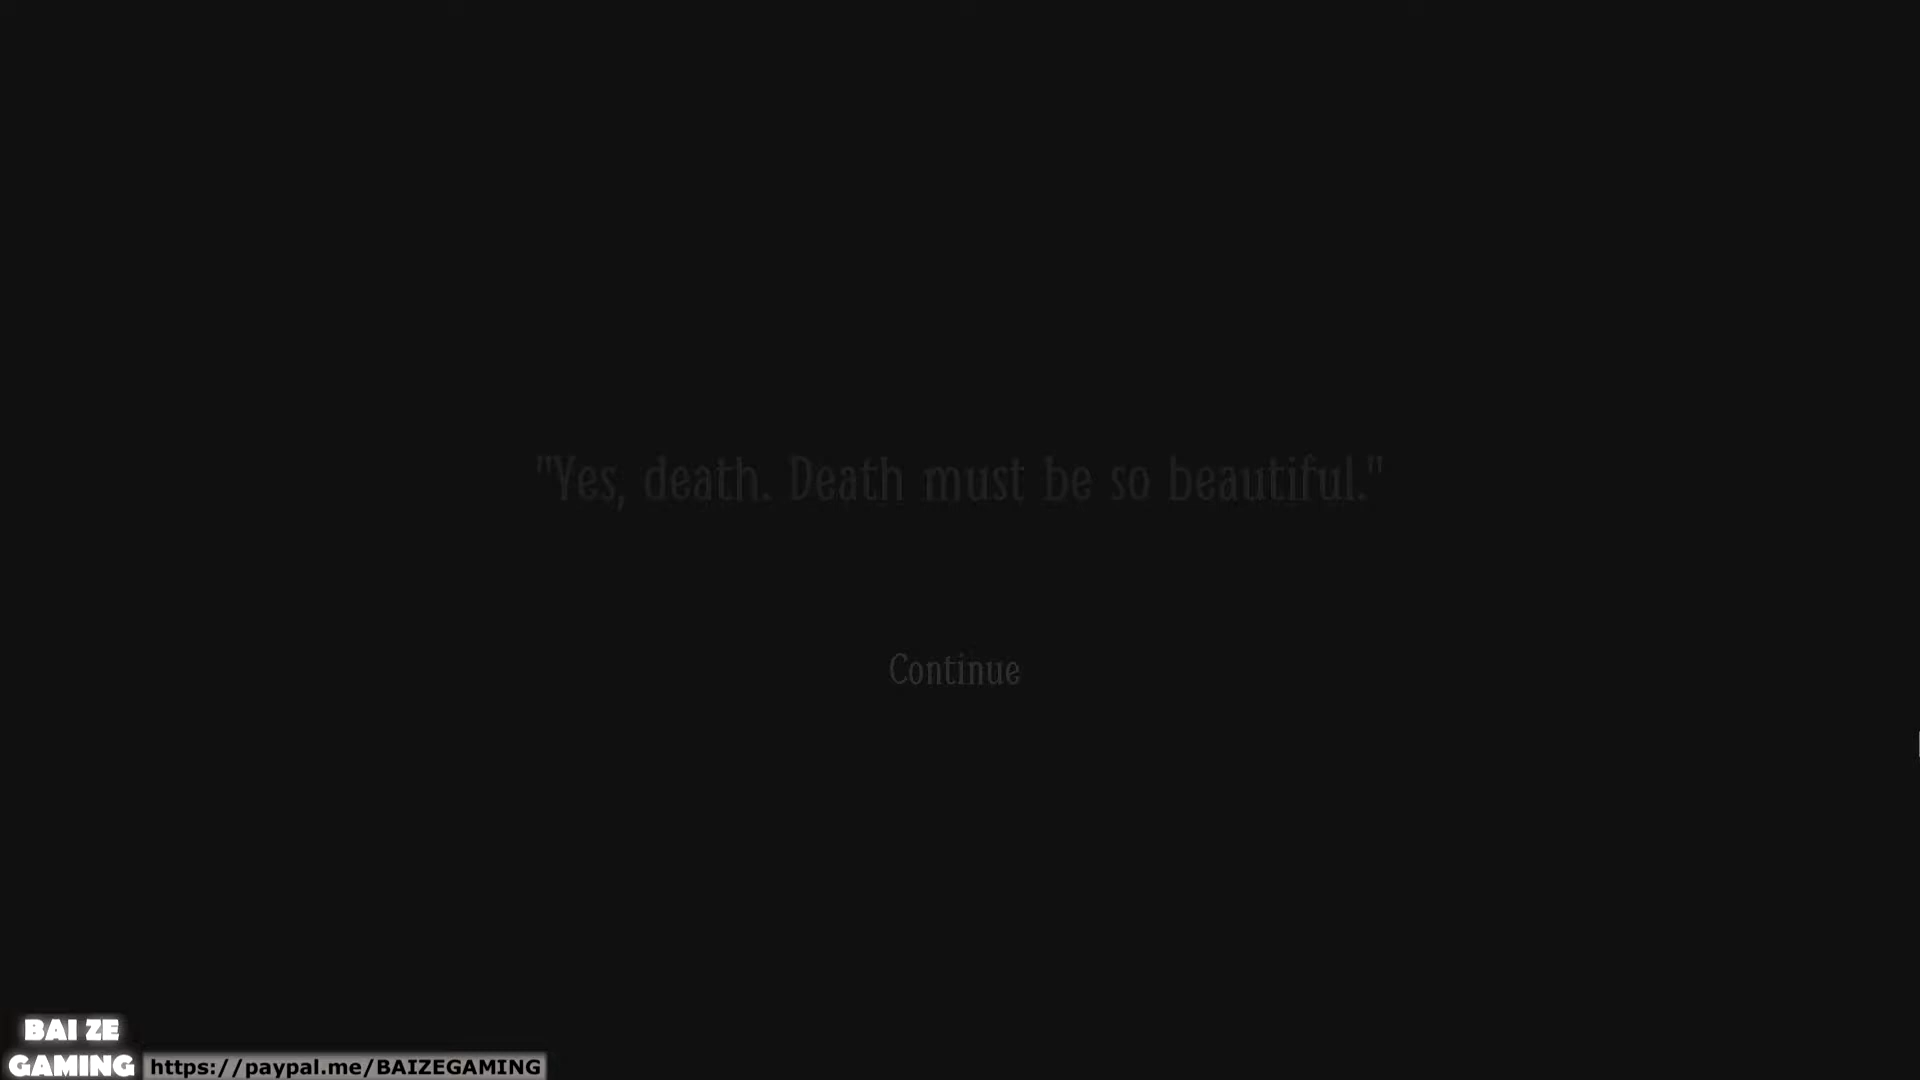 "Yes, death. Death must be so beautiful."
Continue
BAI ZE
GAMING
https://paypal.me/BAIZEGAMING